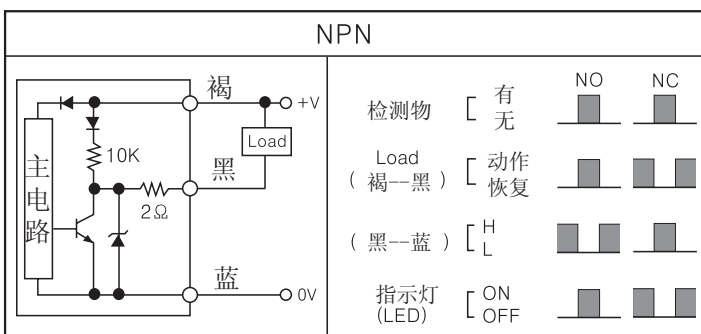 NPN
褐
+V
10K
Load
黑
主电路
2Ω
蓝
0V
NO NC
检测物 [ 有
无
Load
( 褐--黑 ) [ 动作
恢复
( 黑--蓝 ) [ H
L
指示灯
(LED) [ ON
OFF